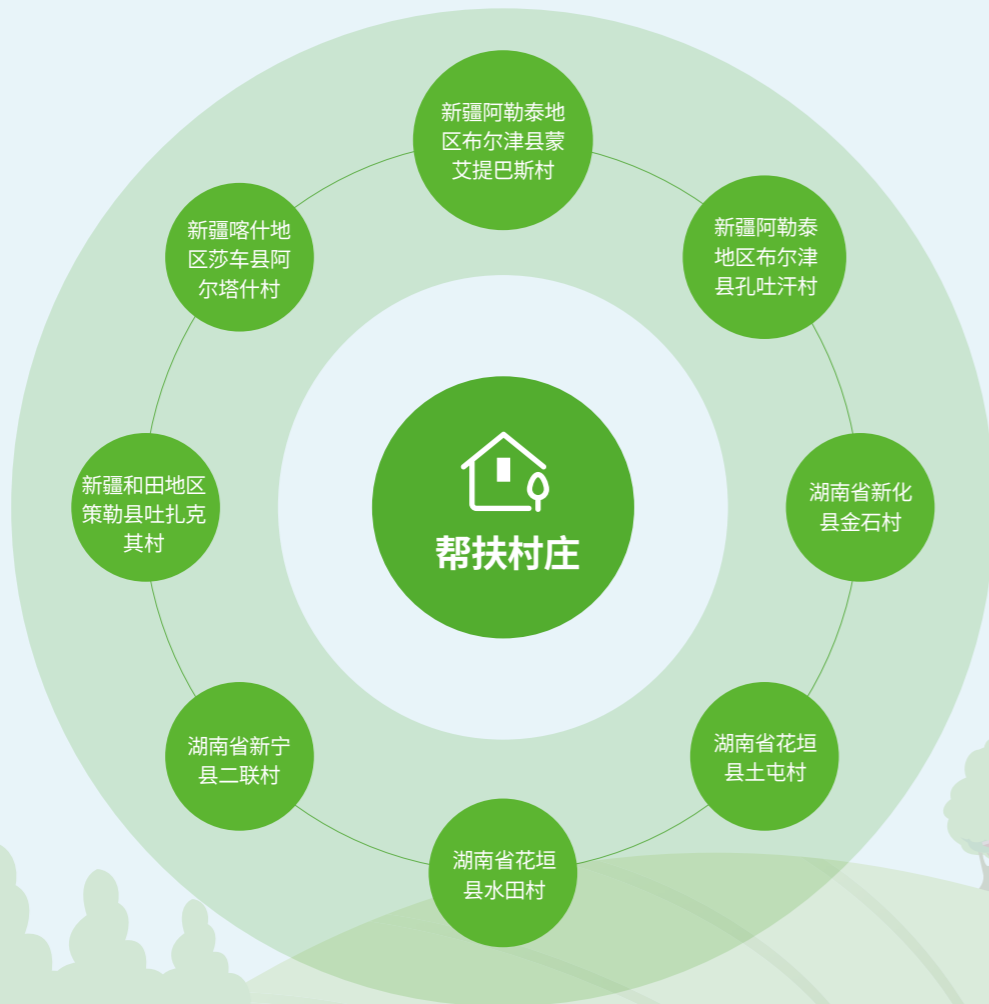 新疆阿勒泰地
区布尔津县蒙
艾提巴斯村
新疆阿勒泰
地区布尔津
县孔吐汗村
湖南省新化
县金石村
湖南省花垣
县土屯村
湖南省花垣
县水田村
湖南省新宁
县二联村
新疆和田地区
策勒县吐扎克
其村
新疆喀什地
区莎车县阿
尔塔什村
帮扶村庄